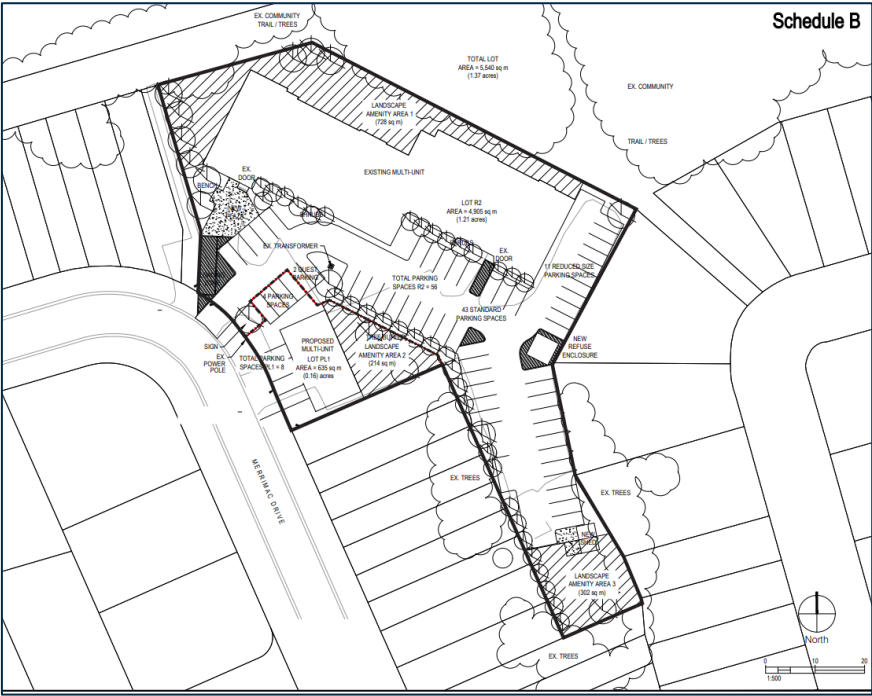 Schedule B
EX. COMMUNITY
TRAIL / TREES
TOTAL LOT
AREA = 5,540 sq m
(1.37 acres)
EX. COMMUNITY
TRAIL / TREES
LANDSCAPE
AMENITY AREA 1
(728 sq m)
EXISTING MULTI-UNIT
EX.
DOOR
BENCH
LOT R2
AREA = 4,905 sq m
(1.21 acres)
EX. TRANSFORMER
EX.
DOOR
2 GUEST
PARKING
11 REDUCED SIZE
PARKING SPACES
TOTAL PARKING
SPACES R2 = 56
4 PARKING
SPACES
43 STANDARD
PARKING SPACES
SIGN
EX.
POWER
POLE
TOTAL PARKING
SPACES PL1 = 8
PROPOSED
MULTI-UNIT
LOT PL1
AREA = 635 sq m
(0.16) acres
LANDSCAPE
AMENITY AREA 2
(214 sq m)
NEW
REFUSE
ENCLOSURE
MERRIMAC DRIVE
EX. TREES
EX. TREES
NEW
SHED
LANDSCAPE
AMENITY AREA 3
(302 sq m)
EX. TREES
North
0 10 20
1:500